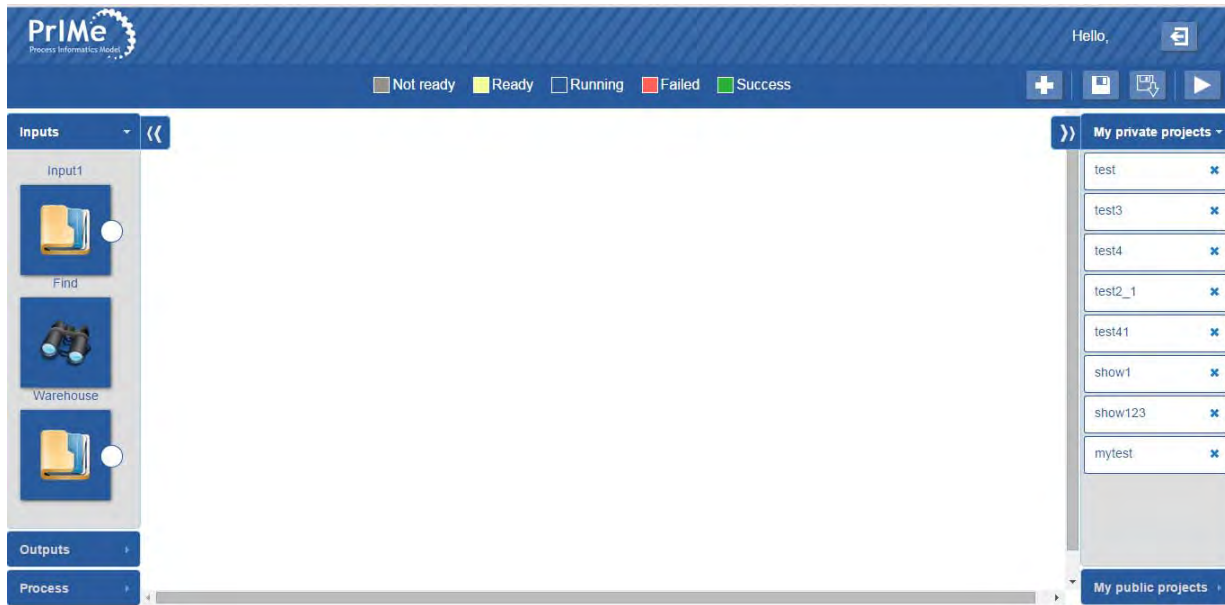 PrIMe
Process Informatics Model
Hello,
Not ready Ready Running Failed Success
Inputs
Input1
Find
Warehouse
Outputs
Process
My private projects
test
test3
test4
test2_1
test41
show1
show123
mytest
My public projects